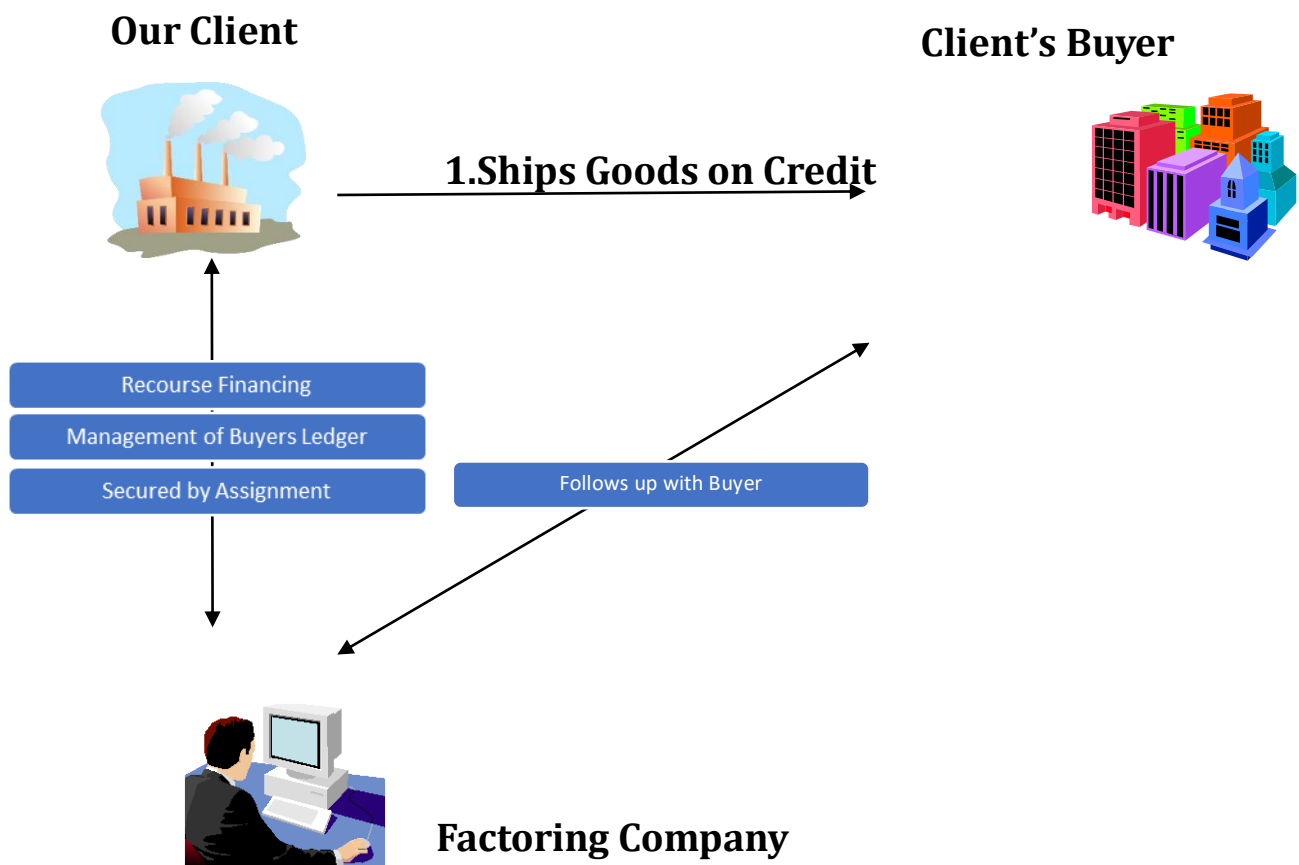 Our Client
Client's Buyer
1.Ships Goods on Credit
Recourse Financing
Management of Buyers Ledger
Secured by Assignment
Follows up with Buyer
Factoring Company